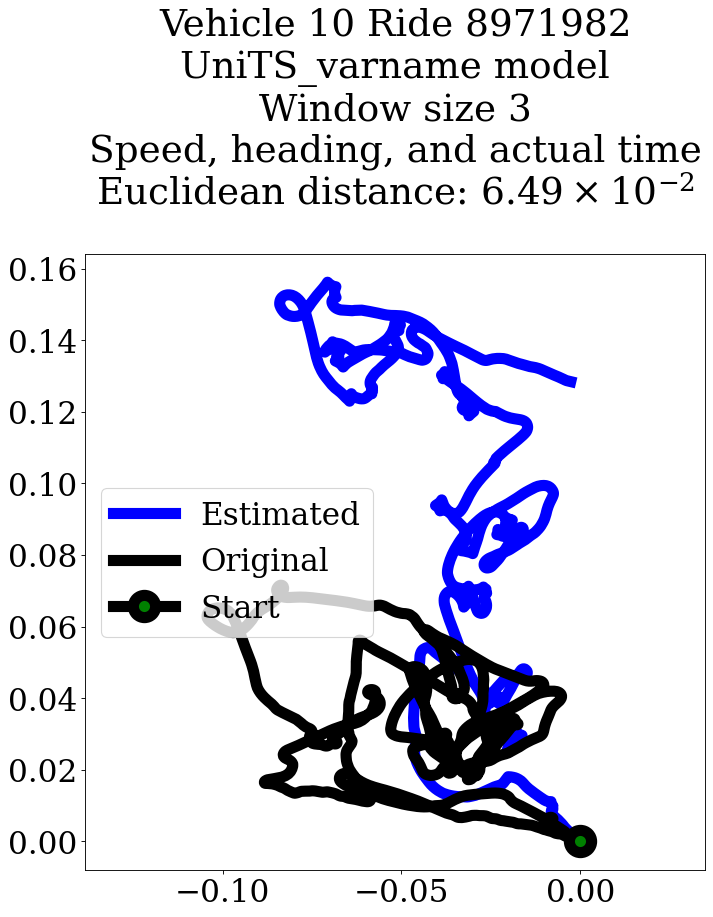 Vehicle 10 Ride 8971982
UniTS_varname model
Window size 3
Speed, heading, and actual time
Euclidean distance: 6.49 × 10⁻²
0.16
0.14
0.12
0.10
0.08
0.06
0.04
0.02
0.00
Estimated
Original
Start
−0.10 −0.05 0.00